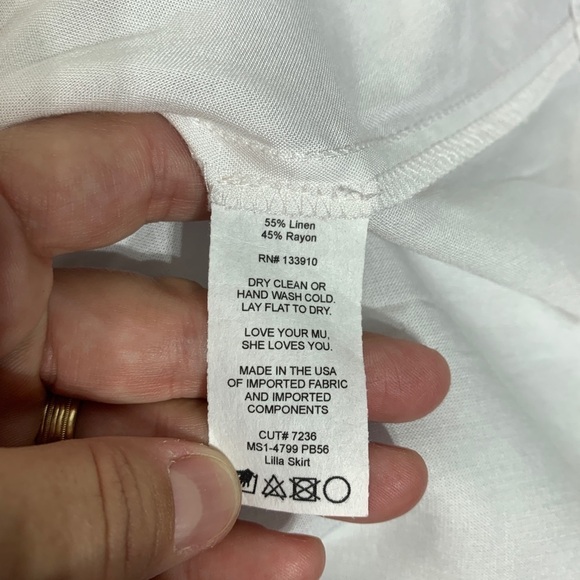 55% Linen
45% Rayon
RN# 133910
DRY CLEAN OR
HAND WASH COLD.
LAY FLAT TO DRY.
LOVE YOUR MU,
SHE LOVES YOU.
MADE IN THE USA
OF IMPORTED FABRIC
AND IMPORTED
COMPONENTS
CUT# 7236
MS1-4799 PB56
Lilla Skirt